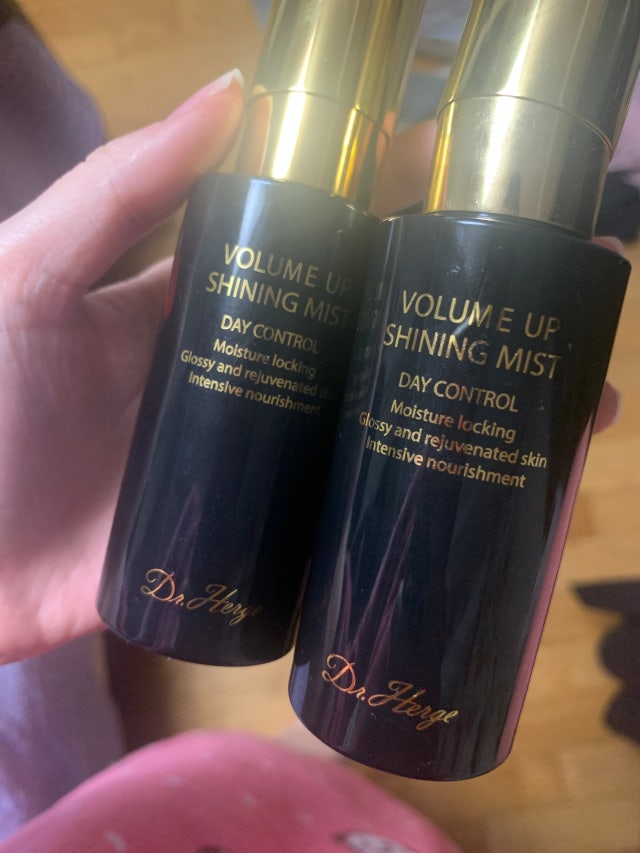 VOLUME UP
SHINING MIST
DAY CONTROL
Moisture locking
Glossy and rejuvenated skin
Intensive nourishment
Dr.Herge
VOLUME UP
SHINING MIST
DAY CONTROL
Moisture locking
Glossy and rejuvenated skin
Intensive nourishment
Dr.Herge